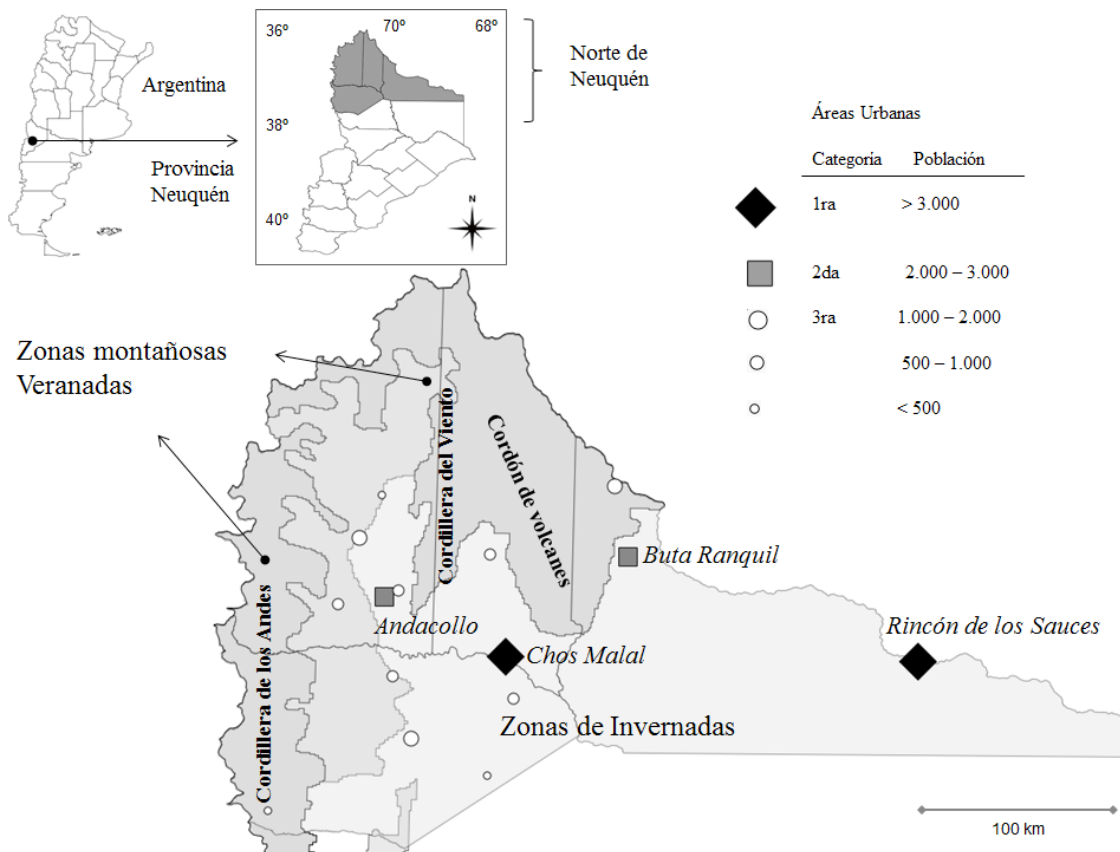 Argentina
Provincia
Neuquén
36º
70º
68º
38º
40º
N
Norte de
Neuquén
Áreas Urbanas
Categoria Población
1ra > 3.000
2da 2.000 – 3.000
3ra 1.000 – 2.000
500 - 1.000
< 500
Zonas montañosas
Veranadas
Cordillera de los Andes
Cordillera del Viento
Cordón de volcanes
Buta Ranquil
Andacollo
Chos Malal
Rincón de los Sauces
Zonas de Invernadas
100 km